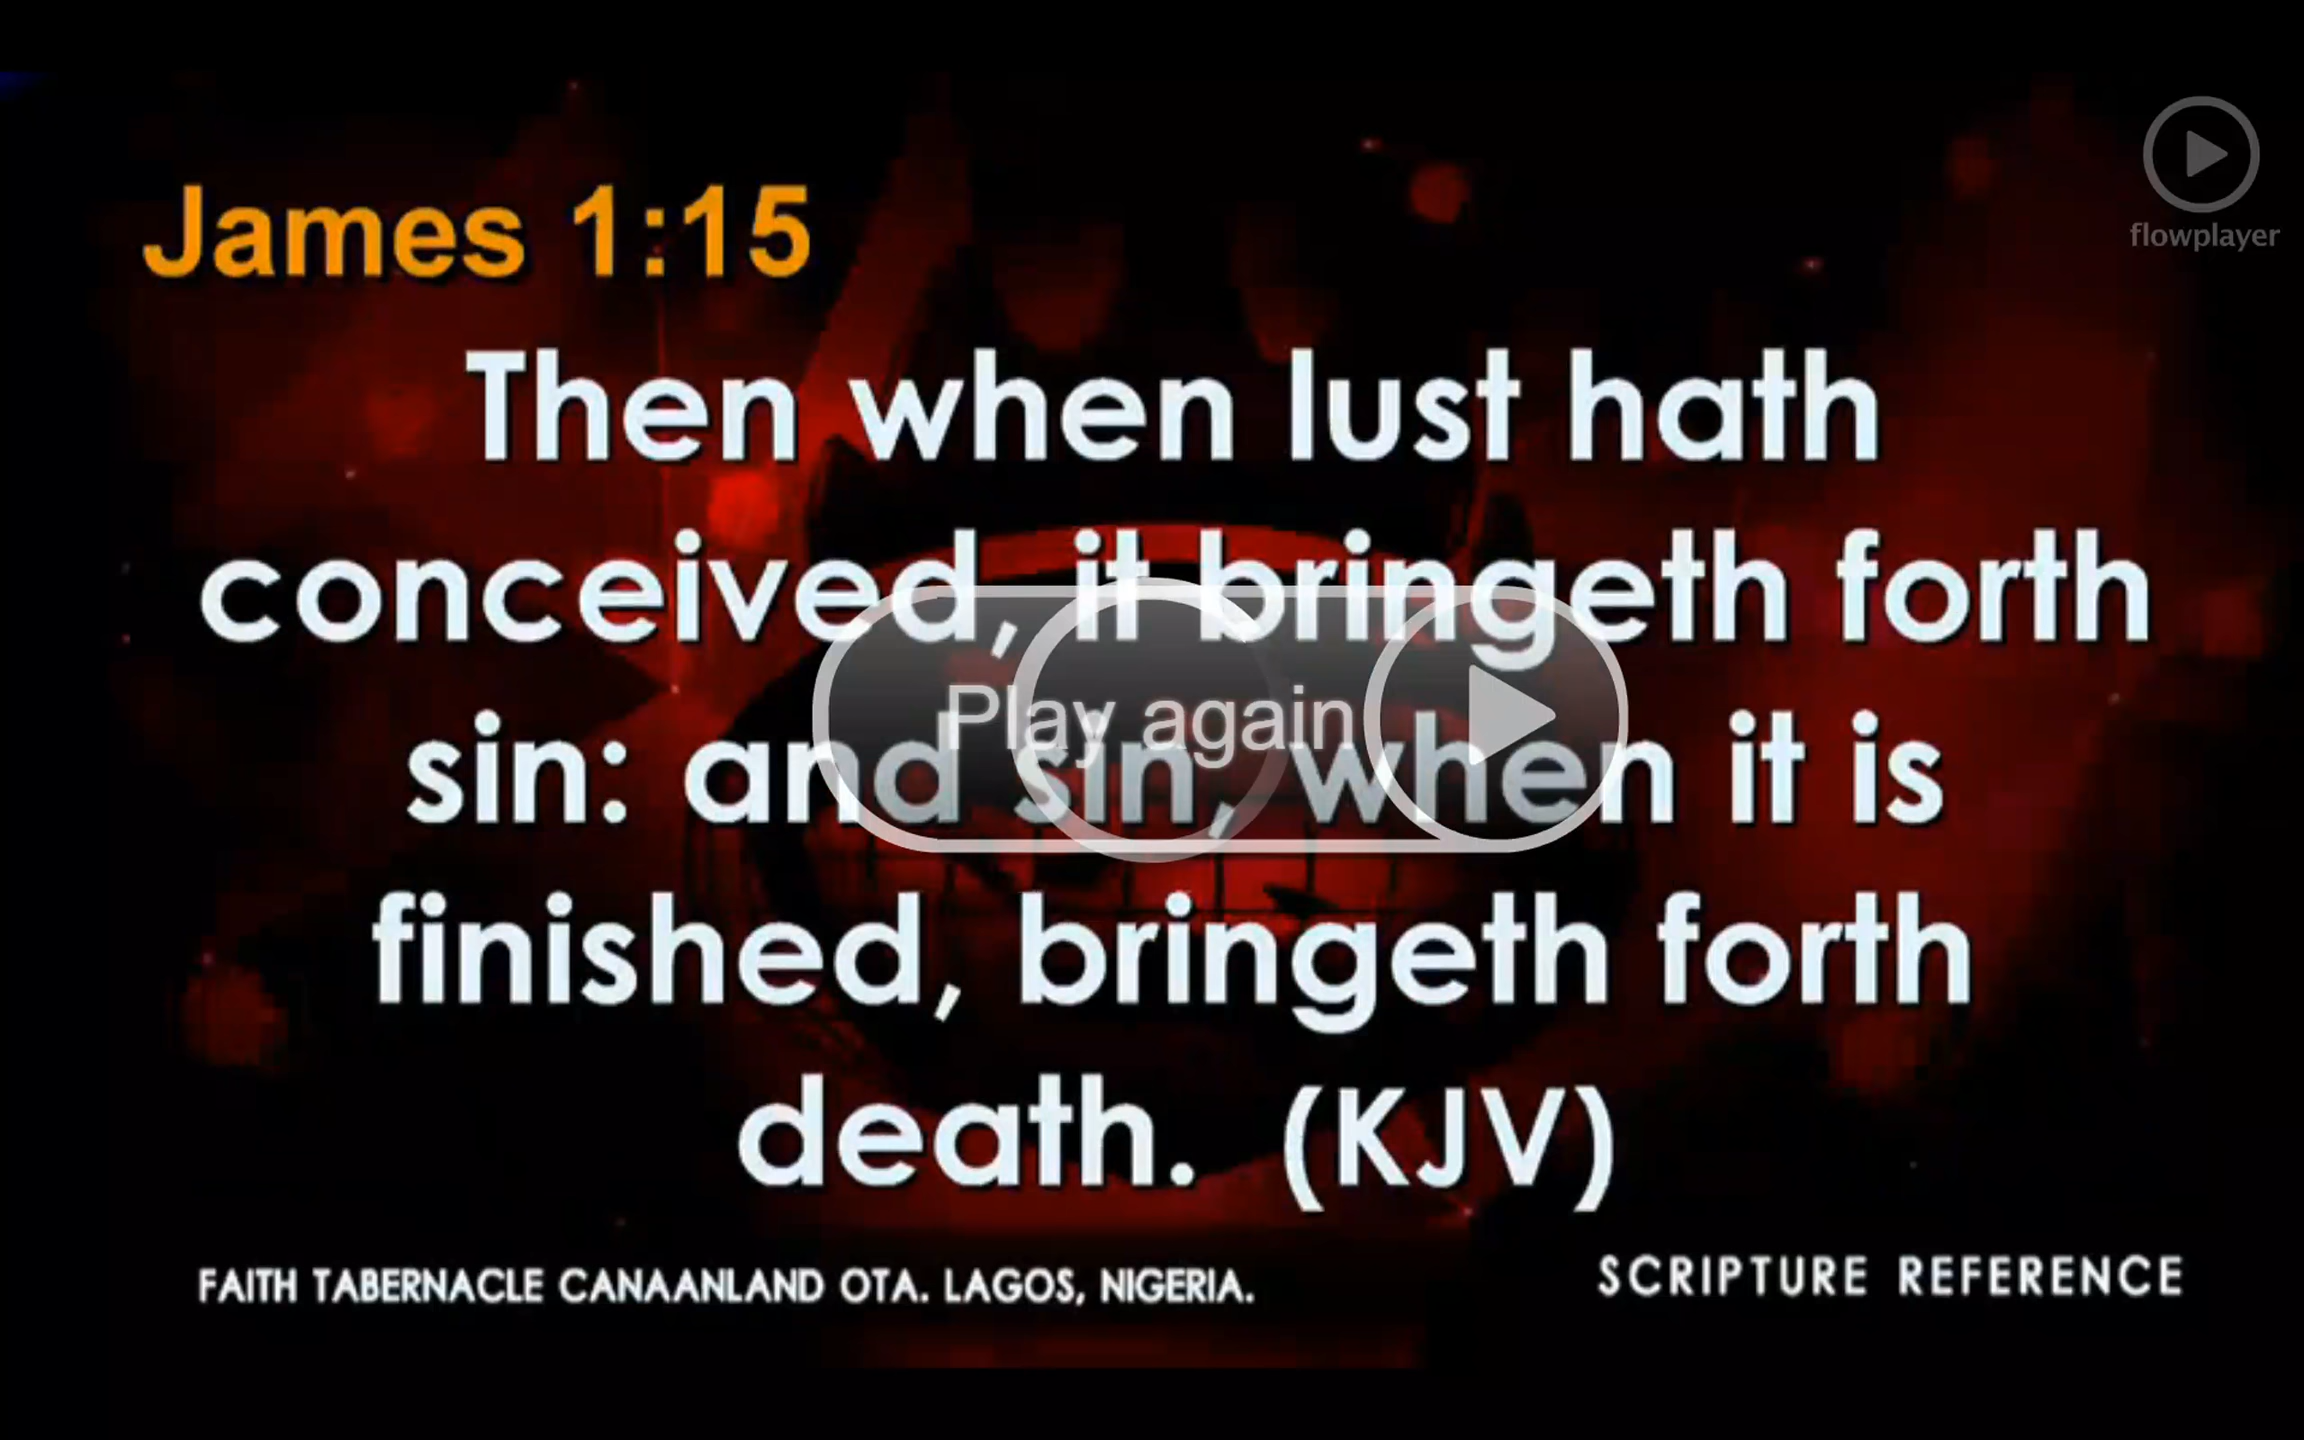 James 1:15
flowplayer
Then when lust hath
conceived, it bringeth forth
Play again
sin: and sin, when it is
finished, bringeth forth
death. (KJV)
FAITH TABERNACLE CANAANLAND OTA. LAGOS, NIGERIA.
SCRIPTURE REFERENCE